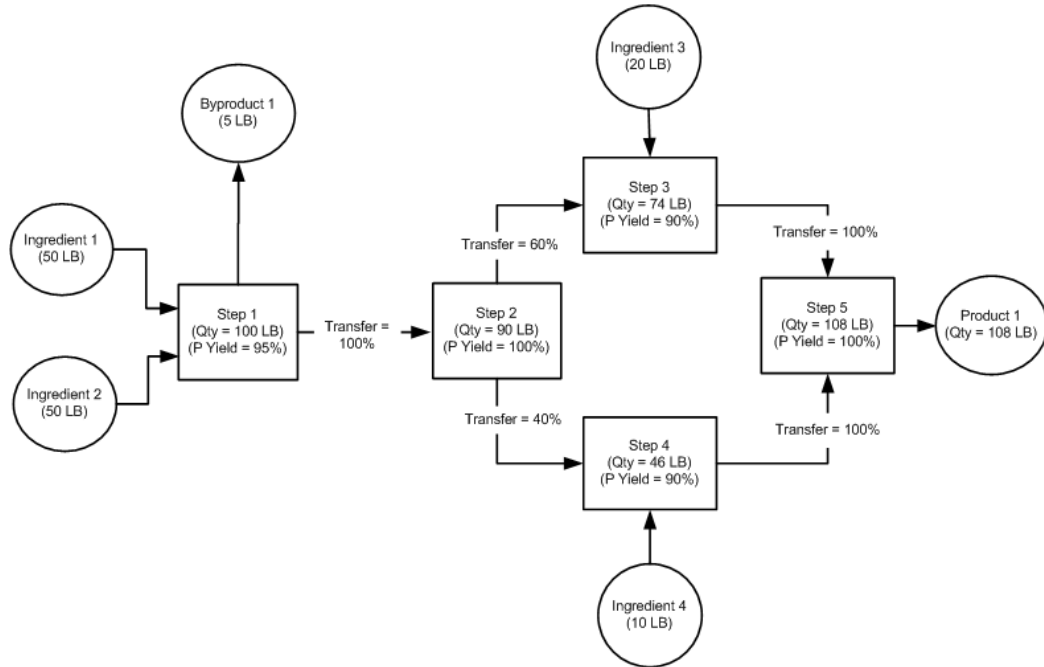 Ingredient 3
(20 LB)
Byproduct 1
(5 LB)
Step 3
(Qty = 74 LB)
(P Yield = 90%)
Ingredient 1
(50 LB)
Transfer = 60%
Transfer = 100%
Step 1
(Qty = 100 LB)
(P Yield = 95%)
Transfer =
100%
Step 2
(Qty = 90 LB)
(P Yield = 100%)
Step 5
(Qty = 108 LB)
(P Yield = 100%)
Product 1
(Qty = 108 LB)
Ingredient 2
(50 LB)
Transfer = 40%
Transfer = 100%
Step 4
(Qty = 46 LB)
(P Yield = 90%)
Ingredient 4
(10 LB)